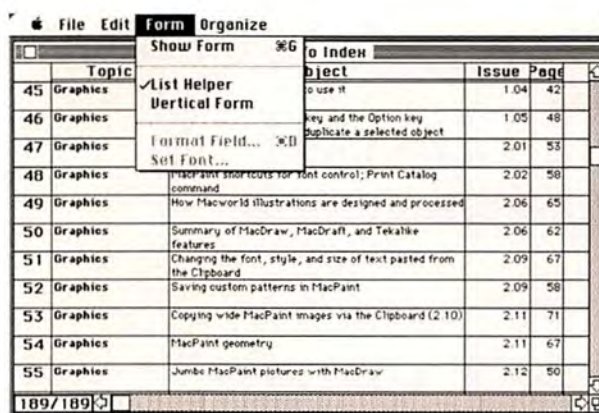 File Edit Form Organize
Show Form ⌘G
✓List Helper
Vertical Form
Format Field... ⌘D
Set Font...
o Index
Topic bject Issue Page
45 Graphics o use it 1.04 42
46 Graphics key and the Option key 1.05 48
duplicate a selected object
47 Graphics 2.01 53
48 Graphics MacPaint shortcuts for font control; Print Catalog 2.02 58
command
49 Graphics How Macworld illustrations are designed and processed 2.06 65
50 Graphics Summary of MacDraw, MacDraft, and Tekalike 2.06 62
features
51 Graphics Changing the font, style, and size of text pasted from 2.09 67
the Clipboard
52 Graphics Saving custom patterns in MacPaint 2.09 58
53 Graphics Copying wide MacPaint images via the Clipboard (2.10) 2.11 71
54 Graphics MacPaint geometry 2.11 67
55 Graphics Jumbo MacPaint pictures with MacDraw 2.12 50
189/189